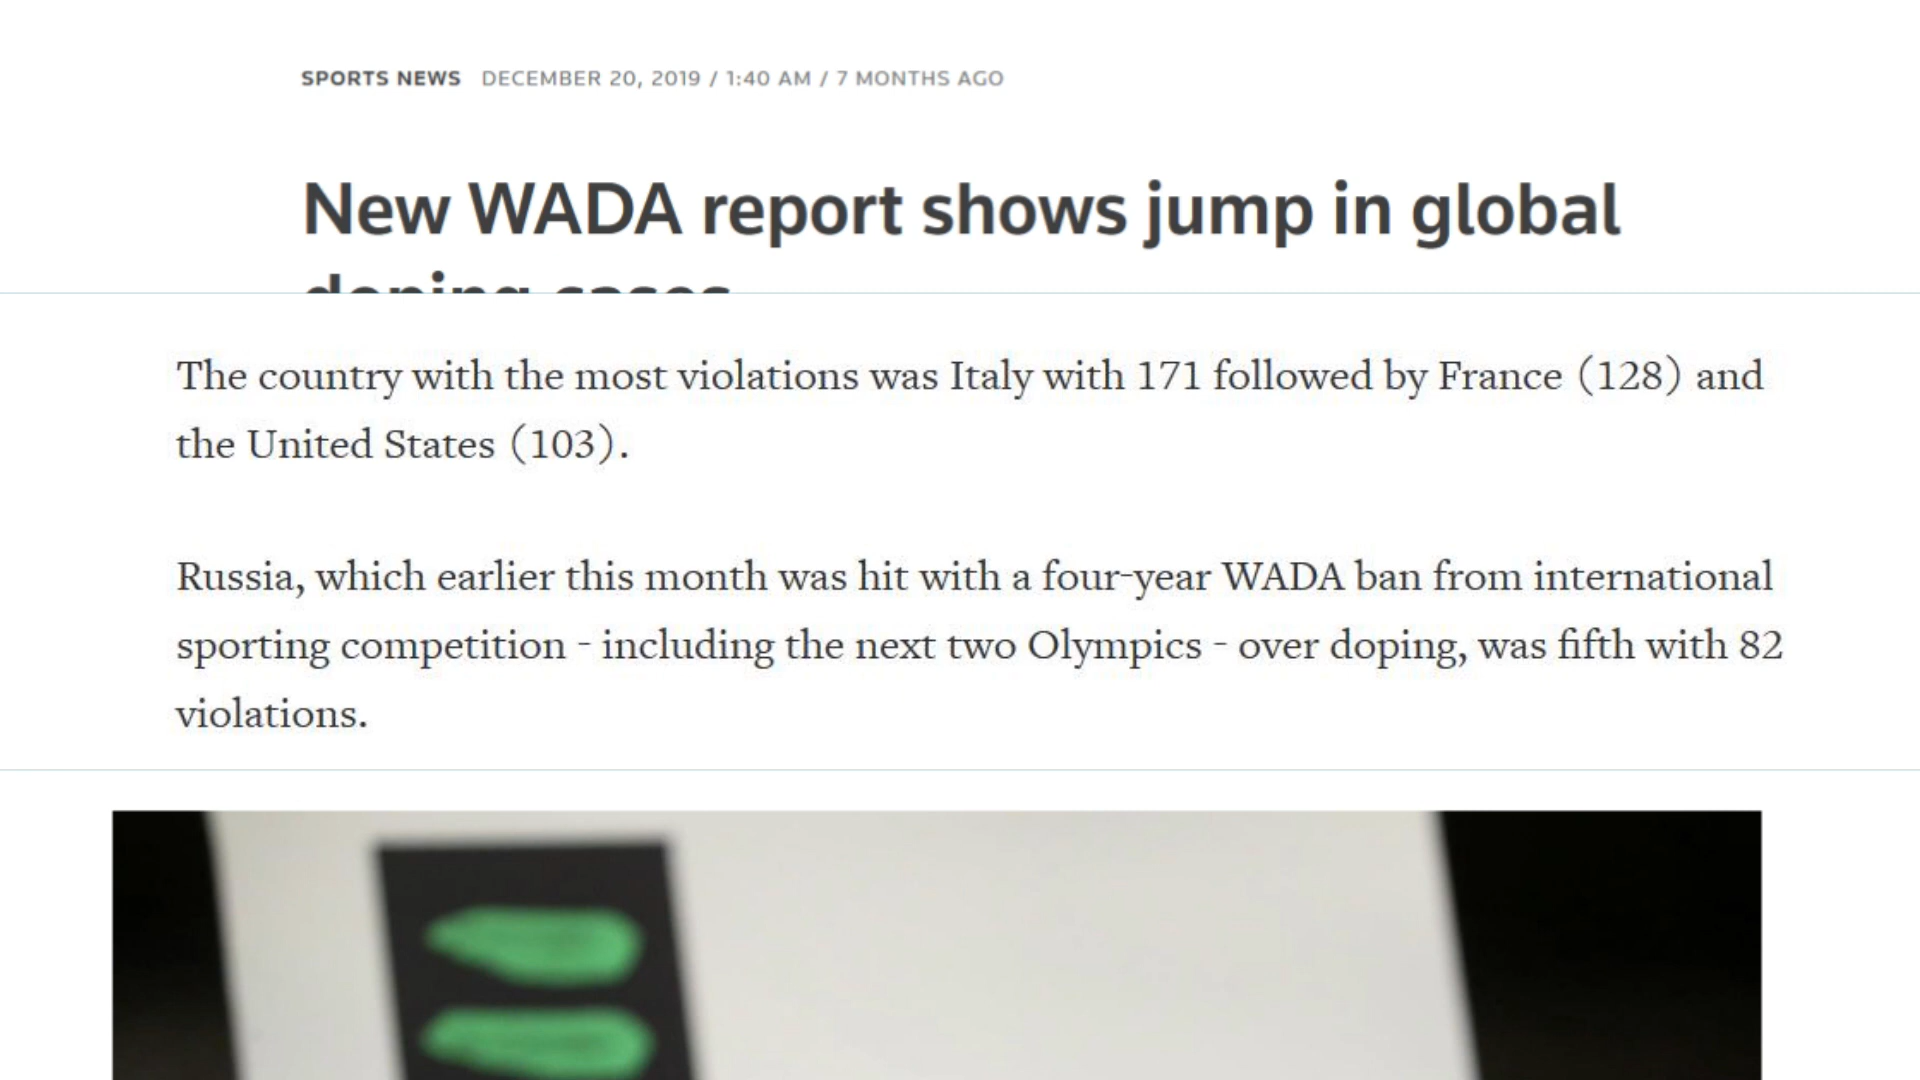 SPORTS NEWS DECEMBER 20, 2019 / 1:40 AM / 7 MONTHS AGO
New WADA report shows jump in global
doping cases
The country with the most violations was Italy with 171 followed by France (128) and
the United States (103).
Russia, which earlier this month was hit with a four-year WADA ban from international
sporting competition - including the next two Olympics - over doping, was fifth with 82
violations.